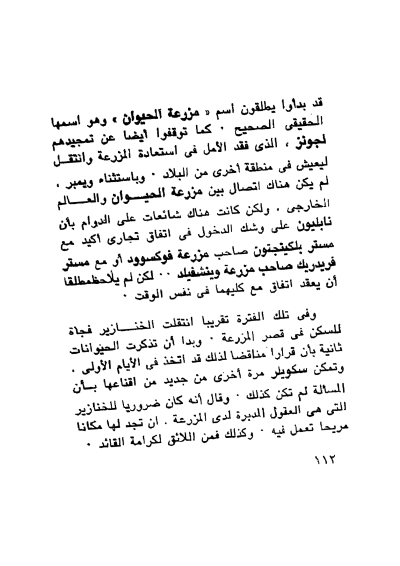 قد بدأوا يطلقون اسم « مزرعة الحيوان » وهو اسمها
الحقيقى الصحيح . كما توقفوا أيضا عن تمجيدهم
لجونز ، الذى فقد الأمل فى استعادة المزرعة وانتقل
ليعيش فى منطقة أخرى من البلاد . وباستثناء ويمبر ،
لم يكن هناك اتصال بين مزرعة الحيوان والعالم
الخارجى . ولكن كانت هناك شائعات على الدوام بأن
نابليون على وشك الدخول فى اتفاق تجارى أكيد مع
مستر بلكينجتون صاحب مزرعة فوكسوود أو مع مستر
فريدريك صاحب مزرعة وينشفيلد .. لكن لم يلاحظ مطلقا
أن يعقد اتفاق مع كليهما فى نفس الوقت .
وفى تلك الفترة تقريبا انتقلت الخنازير فجأة
للسكن فى قصر المزرعة . وبدا أن تذكرت الحيوانات
ثانية بأن قرارا مناقضا لذلك قد اتخذ فى الأيام الأولى .
وتمكن سكويلر مرة أخرى من جديد من اقناعها بأن
المسألة لم تكن كذلك . وقال أنه كان ضروريا للخنازير
التى هى العقول المدبرة لدى المزرعة . ان تجد لها مكانا
مريحا تعمل فيه . وكذلك فمن اللائق لكرامة القائد .
١١٢